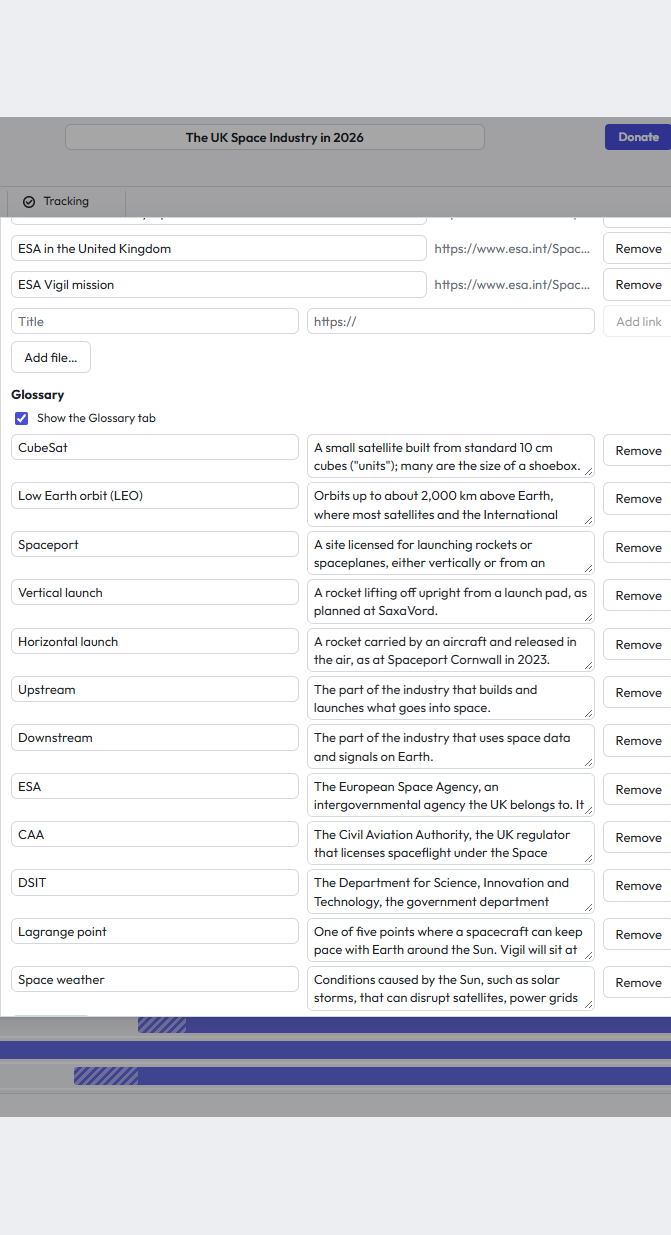 The UK Space Industry in 2026
Donate
Tracking
ESA in the United Kingdom
https://www.esa.int/Spac...
Remove
ESA Vigil mission
https://www.esa.int/Spac...
Remove
Title
https://
Add link
Add file...
Glossary
Show the Glossary tab
CubeSat
A small satellite built from standard 10 cm
cubes ("units"); many are the size of a shoebox.
Remove
Low Earth orbit (LEO)
Orbits up to about 2,000 km above Earth,
where most satellites and the International
Remove
Spaceport
A site licensed for launching rockets or
spaceplanes, either vertically or from an
Remove
Vertical launch
A rocket lifting off upright from a launch pad, as
planned at SaxaVord.
Remove
Horizontal launch
A rocket carried by an aircraft and released in
the air, as at Spaceport Cornwall in 2023.
Remove
Upstream
The part of the industry that builds and
launches what goes into space.
Remove
Downstream
The part of the industry that uses space data
and signals on Earth.
Remove
ESA
The European Space Agency, an
intergovernmental agency the UK belongs to. It
Remove
CAA
The Civil Aviation Authority, the UK regulator
that licenses spaceflight under the Space
Remove
DSIT
The Department for Science, Innovation and
Technology, the government department
Remove
Lagrange point
One of five points where a spacecraft can keep
pace with Earth around the Sun. Vigil will sit at
Remove
Space weather
Conditions caused by the Sun, such as solar
storms, that can disrupt satellites, power grids
Remove